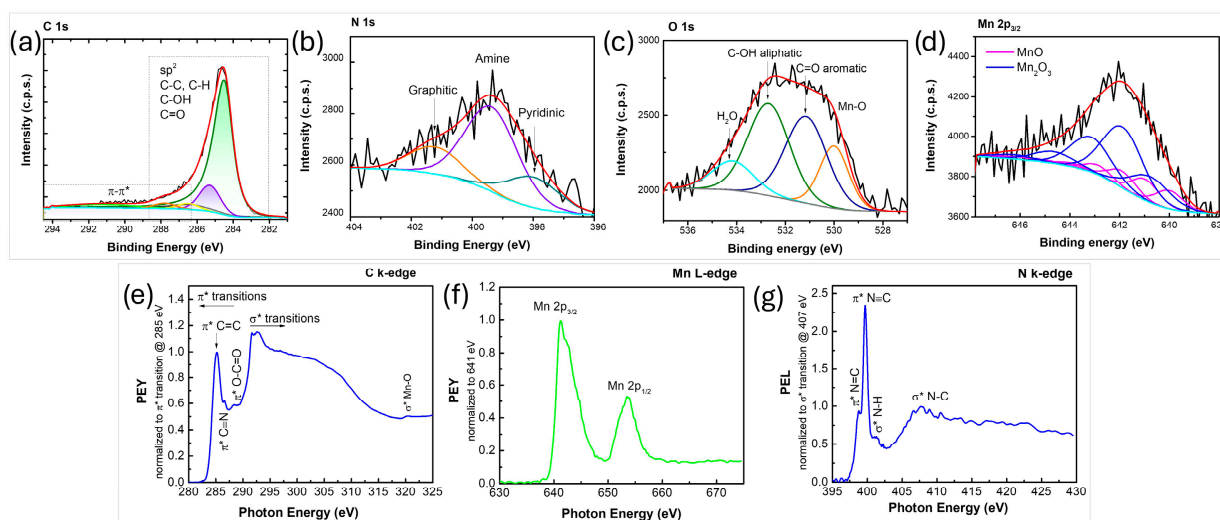 C 1s
(a)
sp²
C-C, C-H
C-OH
C=O
π-π*
Intensity (c.p.s.)
294 292 290 288 286 284 282
Binding Energy (eV)
N 1s
(b)
Graphitic
Amine
Pyridinic
Intensity (c.p.s.)
3000
2800
2600
2400
404 402 400 398 396
Binding Energy (eV)
O 1s
(c)
C-OH aliphatic
C=O aromatic
Mn-O
H₂O
Intensity (c.p.s.)
3000
2500
2000
536 534 532 530 528
Binding energy (eV)
Mn 2p3/2
(d)
MnO
Mn₂O₃
Intensity (c.p.s.)
4400
4000
3800
3600
646 644 642 640
Binding energy (eV)
C k-edge
(e)
π* transitions
σ* transitions
π* C=C
π* C=N
π* O-C=O
σ* Mn-O
PEY
normalized to π* transition @ 285 eV
1.4
1.2
1.0
0.8
0.6
0.4
0.2
0.0
280 285 290 295 300 305 310 315 320 325
Photon Energy (eV)
Mn L-edge
(f)
Mn 2p3/2
Mn 2p1/2
PEY
normalized to 641 eV
1.0
0.8
0.6
0.4
0.2
0.0
630 640 650 660 670
Photon Energy (eV)
N k-edge
(g)
π* N=C
π* N=C
σ* N-H
σ* N-C
PEL
normalized to σ* transition @ 407 eV
2.5
2.0
1.5
1.0
0.5
0.0
395 400 405 410 415 420 425 430
Photon Energy (eV)